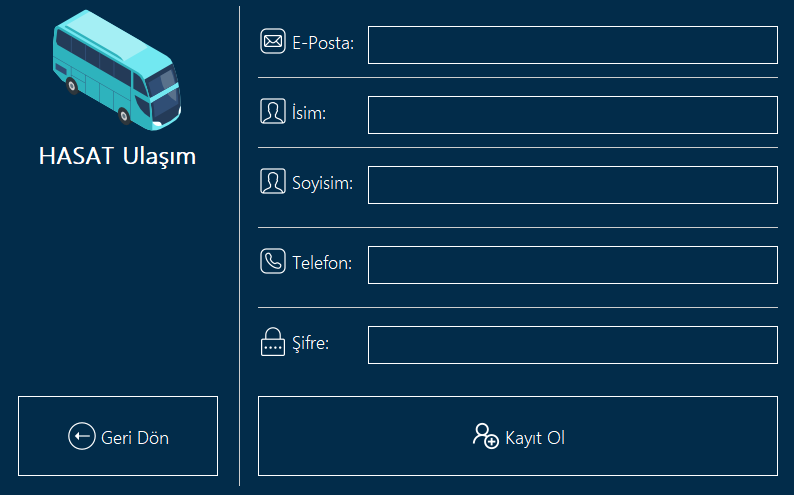 HASAT Ulaşım
E-Posta:
İsim:
Soyisim:
Telefon:
Şifre:
Geri Dön
Kayıt Ol